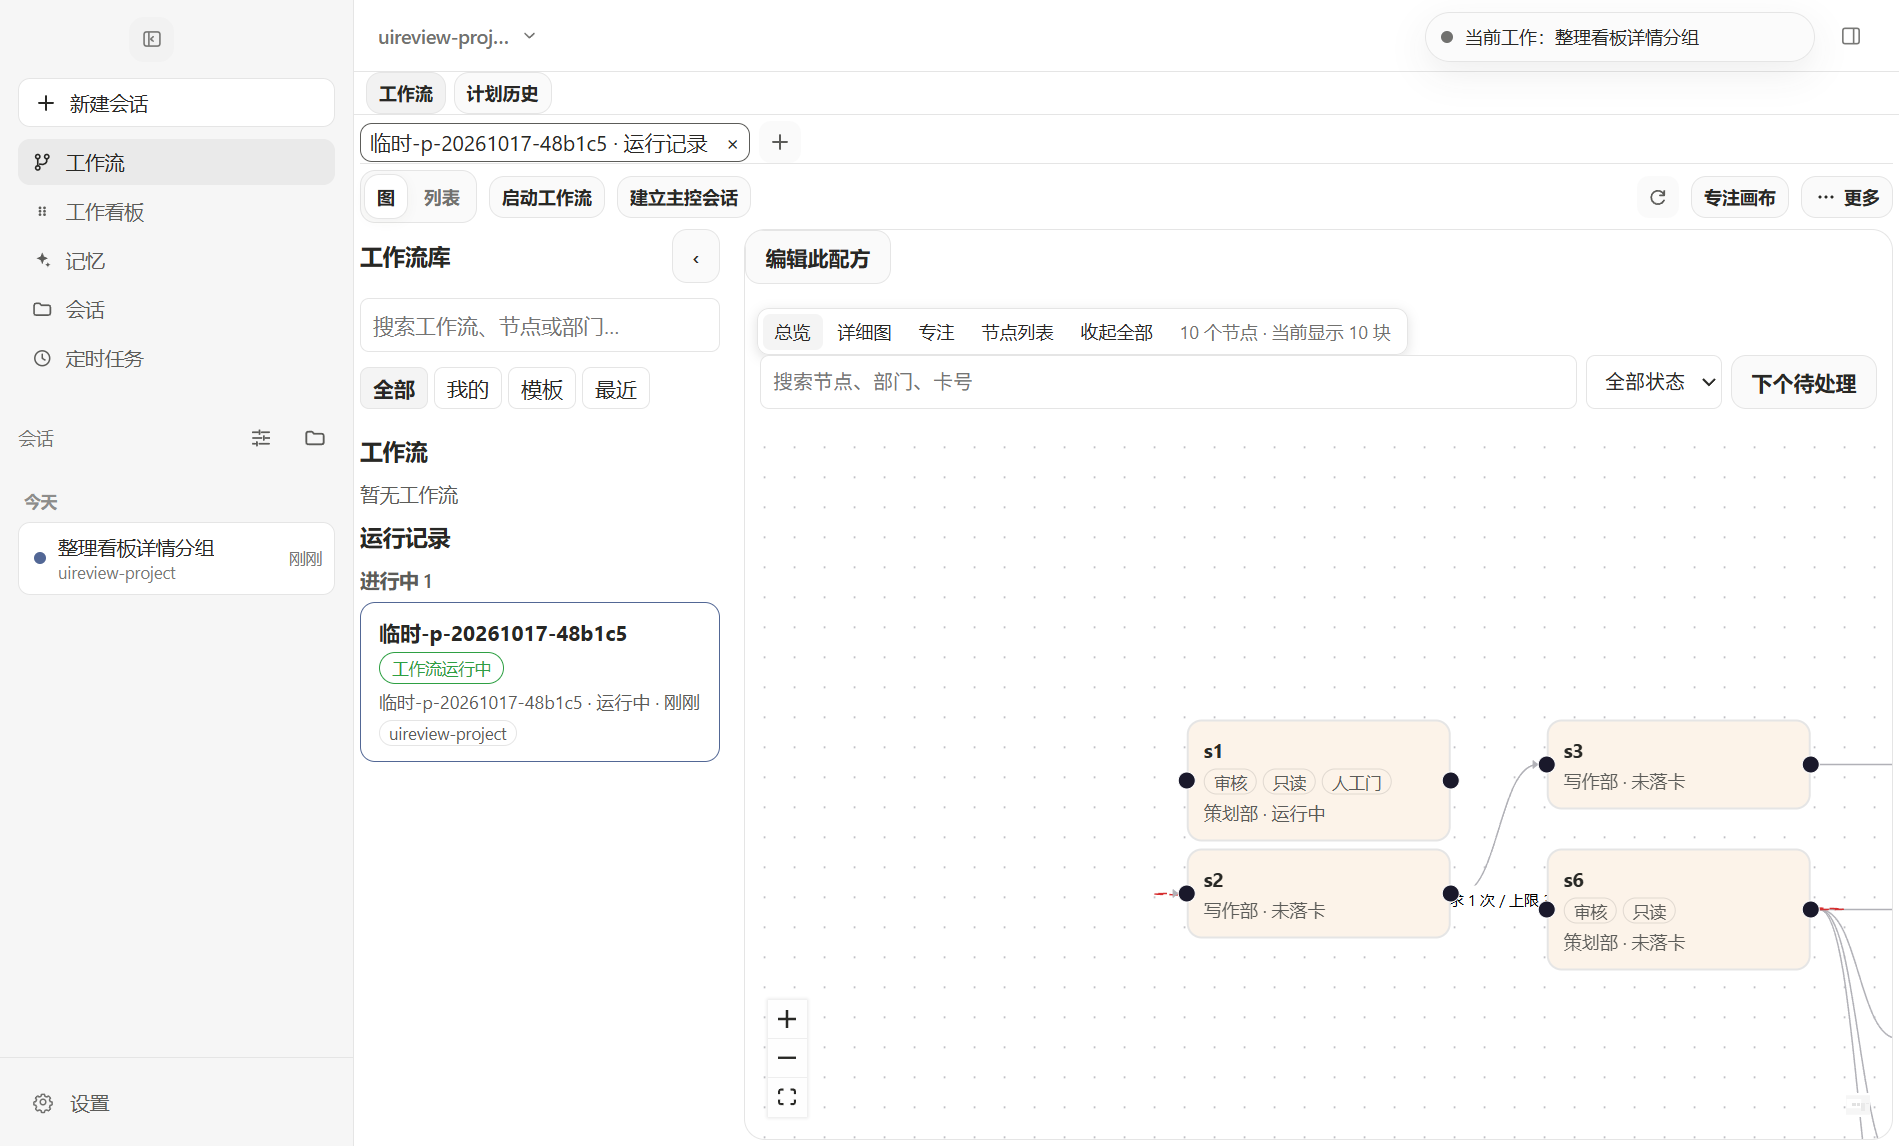 uireview-proj...
当前工作：整理看板详情分组
新建会话
工作流
工作看板
记忆
会话
定时任务
会话
今天
整理看板详情分组
uireview-project
刚刚
设置
工作流 计划历史
临时-p-20261017-48b1c5 · 运行记录 ×
图 列表 启动工作流 建立主控会话
专注画布 ··· 更多
工作流库
搜索工作流、节点或部门...
全部 我的 模板 最近
工作流
暂无工作流
运行记录
进行中 1
临时-p-20261017-48b1c5
工作流运行中
临时-p-20261017-48b1c5 · 运行中 · 刚刚
uireview-project
编辑此配方
总览 详细图 专注 节点列表 收起全部 10 个节点 · 当前显示 10 块
搜索节点、部门、卡号
全部状态
下个待处理
s1
审核 只读 人工门
策划部 · 运行中
s2
写作部 · 未落卡
1 次 / 上限
s3
写作部 · 未落卡
s6
审核 只读
策划部 · 未落卡